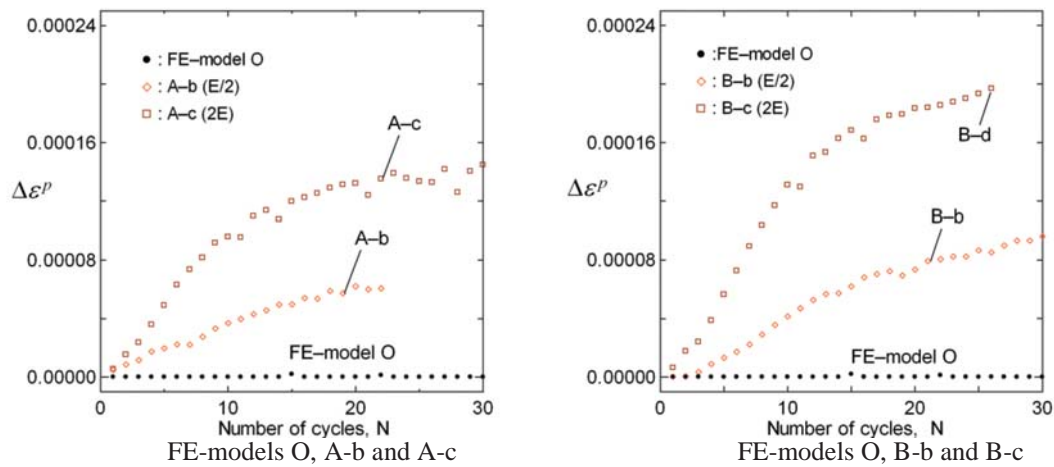 0.00024
● : FE–model O
◇ : A–b (E/2)
□ : A–c (2E)
0.00016
A–c
Δεᵖ
0.00008
A–b
FE–model O
0.00000
0 10 20 30
Number of cycles, N
FE-models O, A-b and A-c
0.00024
● :FE–model O
◇ : B–b (E/2)
□ : B–c (2E)
0.00016
B–d
Δεᵖ
B–b
0.00008
FE–model O
0.00000
0 10 20 30
Number of cycles, N
FE-models O, B-b and B-c